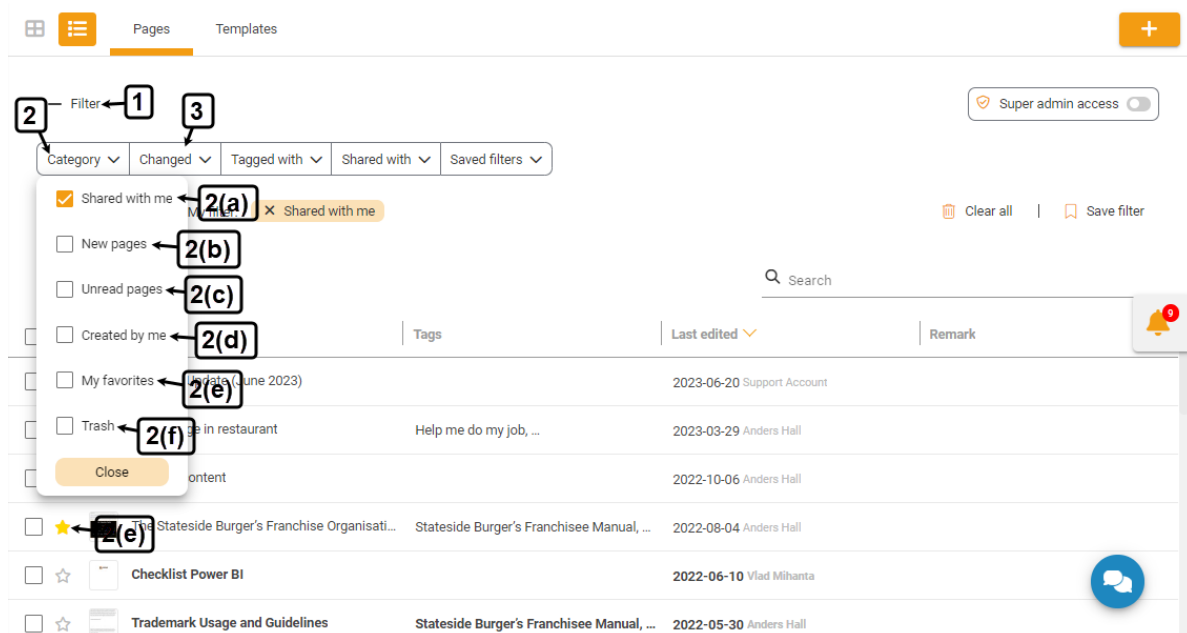 Pages Templates
+
Filter 1
2 3
Super admin access
Category Changed Tagged with Shared with Saved filters
Shared with me 2(a)
My filter: × Shared with me
Clear all | Save filter
New pages 2(b)
Search
Unread pages 2(c)
9
Created by me 2(d)
Tags Last edited Remark
My favorites 2(e)
Update (June 2023) 2023-06-20 Support Account
Trash 2(f)
in restaurant Help me do my job, ... 2023-03-29 Anders Hall
Close
ontent 2022-10-06 Anders Hall
2(e)
The Stateside Burger's Franchise Organisati... Stateside Burger's Franchisee Manual, ... 2022-08-04 Anders Hall
Checklist Power BI 2022-06-10 Vlad Mihanta
Trademark Usage and Guidelines Stateside Burger's Franchisee Manual, ... 2022-05-30 Anders Hall